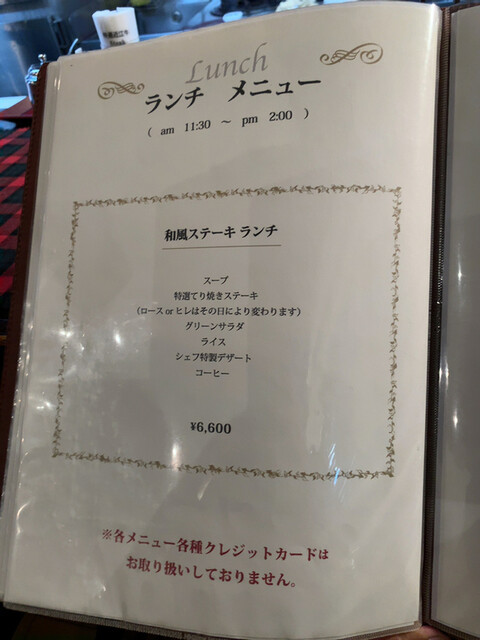 Lunch
ランチ　メニュー
( am 11:30 ～ pm 2:00 )
和風ステーキ ランチ
スープ
特選てり焼きステーキ
(ロース or ヒレはその日により変わります)
グリーンサラダ
ライス
シェフ特製デザート
コーヒー
¥6,600
※各メニュー各種クレジットカードは
お取り扱いしておりません。